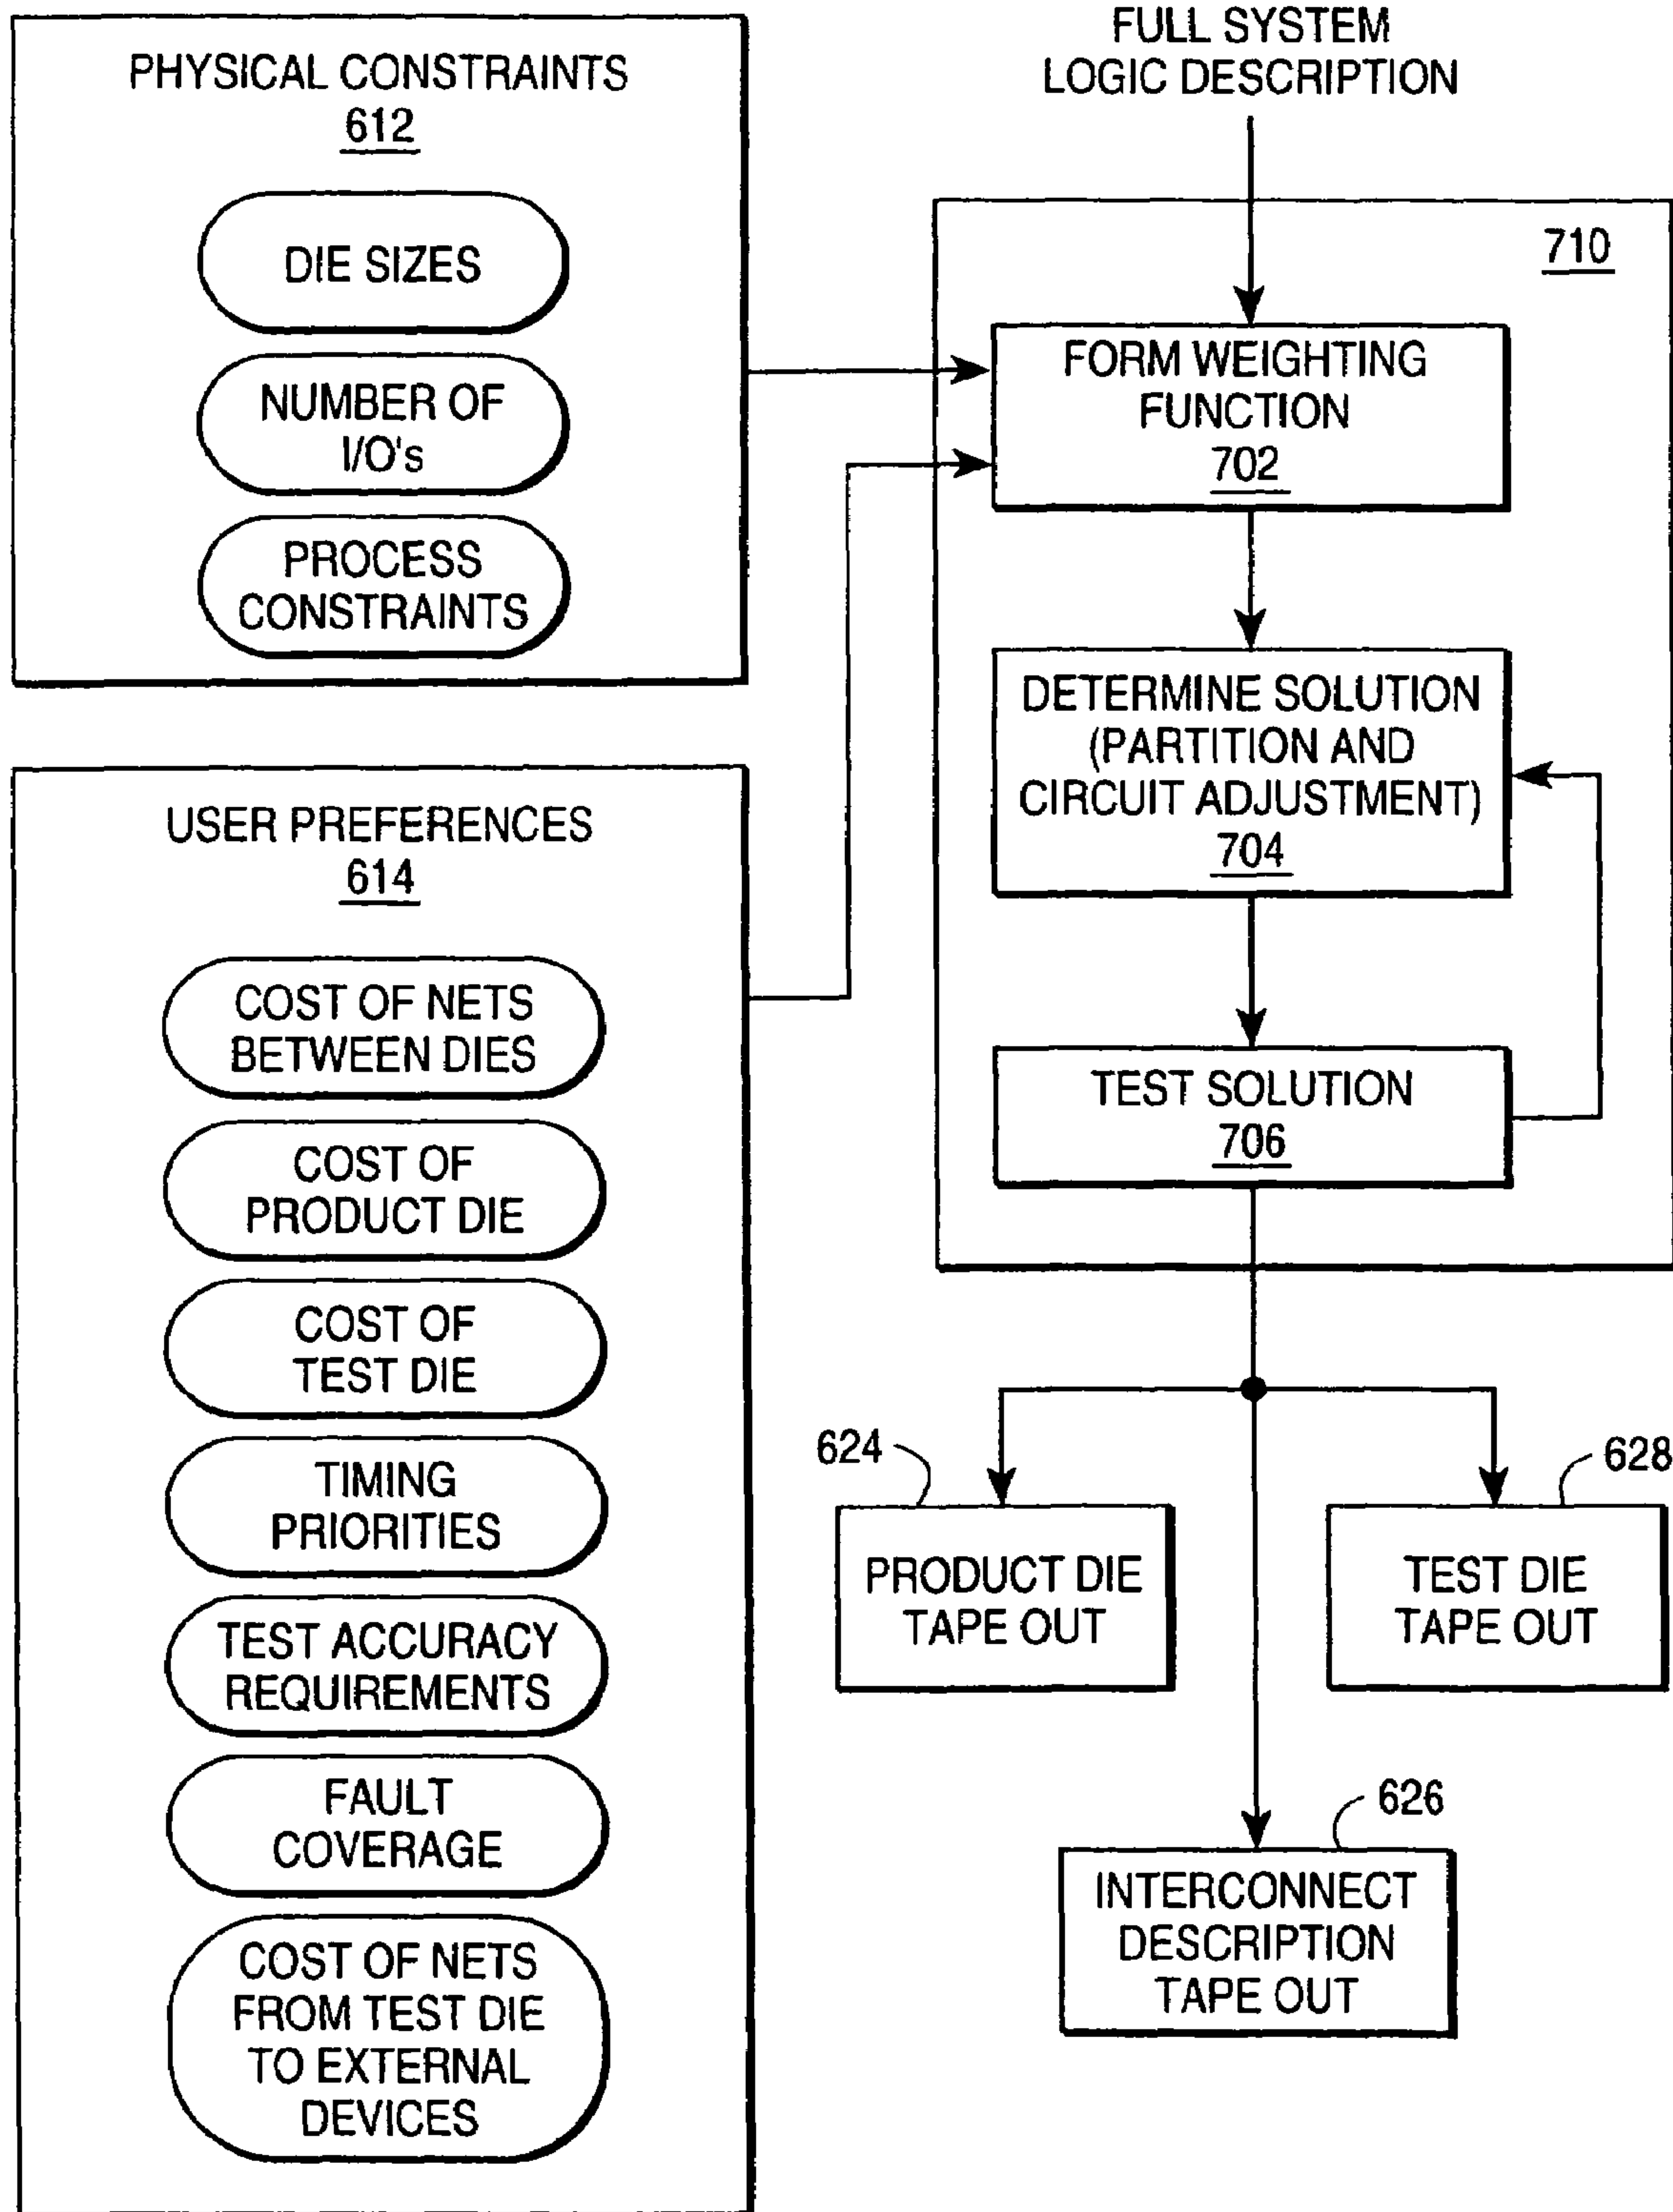 PHYSICAL CONSTRAINTS
612
DIE SIZES
NUMBER OF
I/O's
PROCESS
CONSTRAINTS
USER PREFERENCES
614
COST OF NETS
BETWEEN DIES
COST OF
PRODUCT DIE
COST OF
TEST DIE
TIMING
PRIORITIES
TEST ACCURACY
REQUIREMENTS
FAULT
COVERAGE
COST OF NETS
FROM TEST DIE
TO EXTERNAL
DEVICES
FULL SYSTEM
LOGIC DESCRIPTION
710
FORM WEIGHTING
FUNCTION
702
DETERMINE SOLUTION
(PARTITION AND
CIRCUIT ADJUSTMENT)
704
TEST SOLUTION
706
624
PRODUCT DIE
TAPE OUT
628
TEST DIE
TAPE OUT
626
INTERCONNECT
DESCRIPTION
TAPE OUT